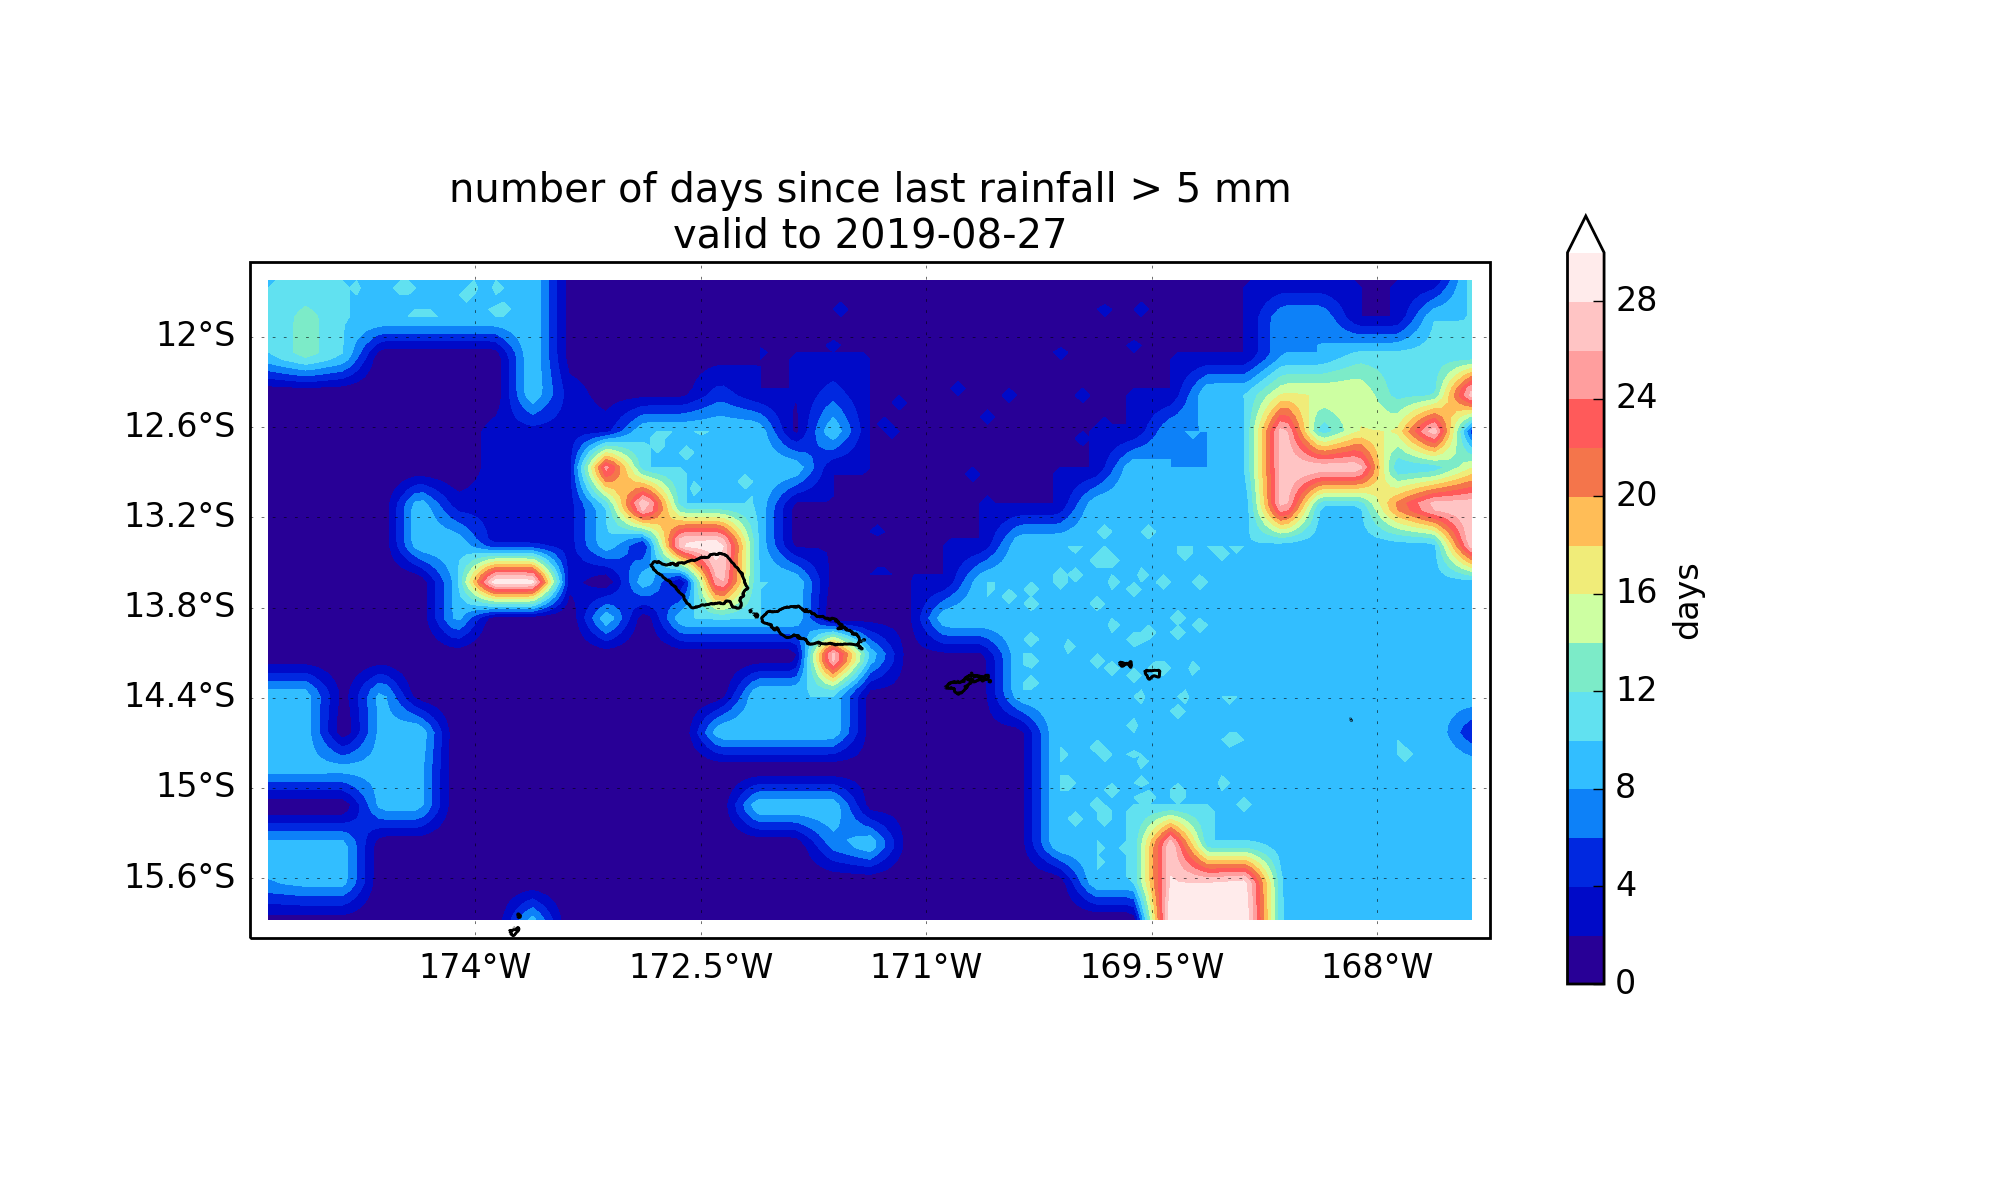 number of days since last rainfall > 5 mm
valid to 2019-08-27
12°S
12.6°S
13.2°S
13.8°S
14.4°S
15°S
15.6°S
174°W 172.5°W 171°W 169.5°W 168°W
28
24
20
16
12
8
4
0
days